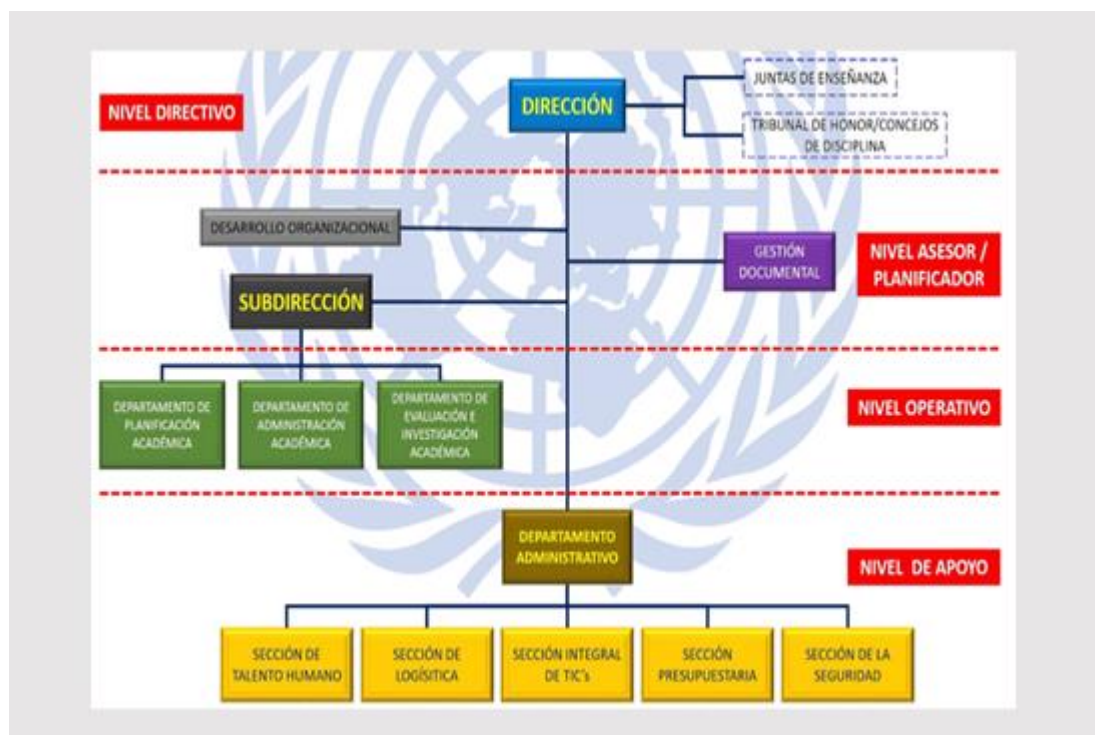 NIVEL DIRECTIVO
DIRECCIÓN
JUNTAS DE ENSEÑANZA
TRIBUNAL DE HONOR/CONCEJOS
DE DISCIPLINA
DESARROLLO ORGANIZACIONAL
GESTIÓN
DOCUMENTAL
NIVEL ASESOR /
PLANIFICADOR
SUBDIRECCIÓN
DEPARTAMENTO DE
PLANIFICACIÓN
ACADÉMICA
DEPARTAMENTO DE
ADMINISTRACIÓN
ACADÉMICA
DEPARTAMENTO DE
EVALUACIÓN E
INVESTIGACIÓN
ACADÉMICA
NIVEL OPERATIVO
DEPARTAMENTO
ADMINISTRATIVO
NIVEL DE APOYO
SECCIÓN DE
TALENTO HUMANO
SECCIÓN DE
LOGÍSITICA
SECCIÓN INTEGRAL
DE TIC´s
SECCIÓN
PRESUPUESTARIA
SECCIÓN DE LA
SEGURIDAD